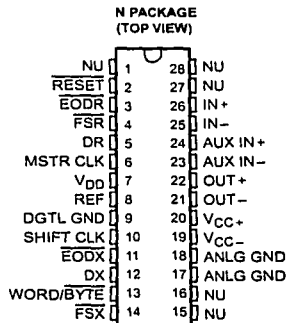 N PACKAGE
(TOP VIEW)
NU 1 28 NU
RESET 2 27 NU
EODR 3 26 IN+
FSR 4 25 IN−
DR 5 24 AUX IN+
MSTR CLK 6 23 AUX IN−
VDD 7 22 OUT+
REF 8 21 OUT−
DGTL GND 9 20 VCC+
SHIFT CLK 10 19 VCC−
EODX 11 18 ANLG GND
DX 12 17 ANLG GND
WORD/BYTE 13 16 NU
FSX 14 15 NU